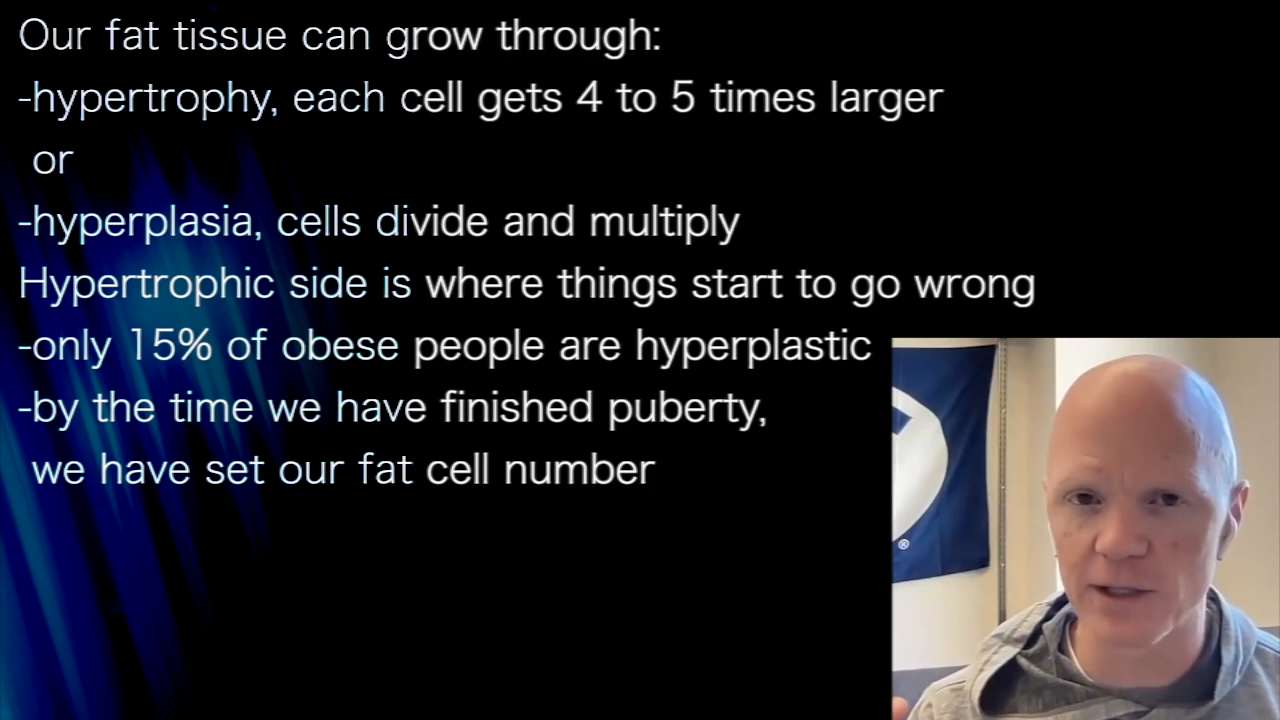 Our fat tissue can grow through:
-hypertrophy, each cell gets 4 to 5 times larger
or
-hyperplasia, cells divide and multiply
Hypertrophic side is where things start to go wrong
-only 15% of obese people are hyperplastic
-by the time we have finished puberty,
we have set our fat cell number
®